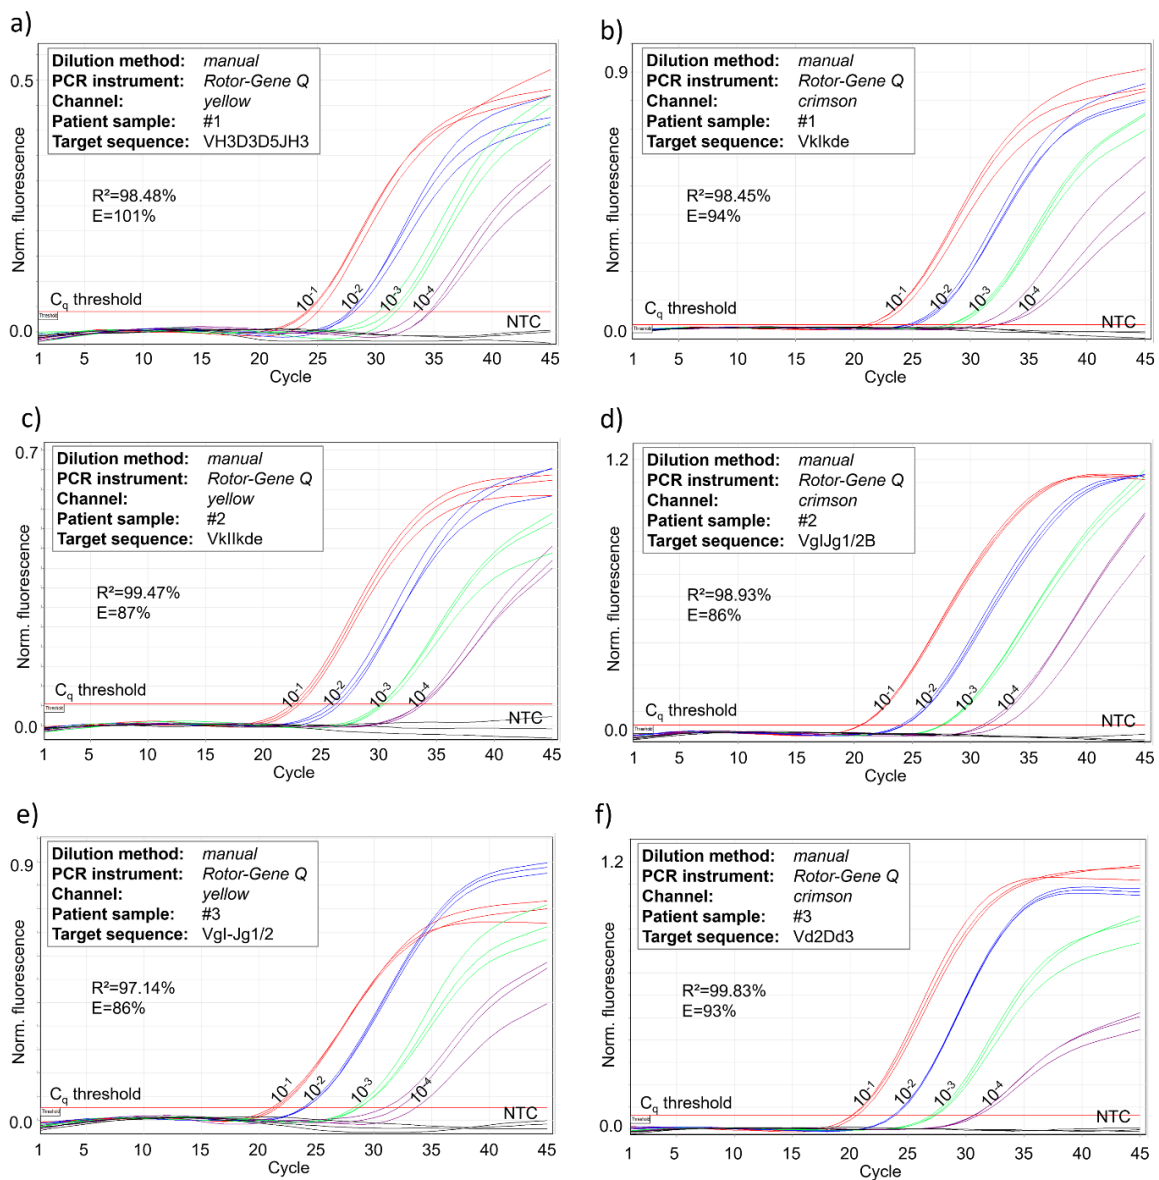 a)
Dilution method: manual
PCR instrument: Rotor-Gene Q
Channel: yellow
Patient sample: #1
Target sequence: VH3D3D5JH3
R²=98.48%
E=101%
Norm. fluorescence
0.5
0.0
Cq threshold
Threshold
10-1
10-2
10-3
10-4
NTC
1 5 10 15 20 25 30 35 40 45
Cycle
b)
Dilution method: manual
PCR instrument: Rotor-Gene Q
Channel: crimson
Patient sample: #1
Target sequence: VkIkde
R²=98.45%
E=94%
Norm. fluorescence
0.9
0.0
Cq threshold
Threshold
10-1
10-2
10-3
10-4
NTC
1 5 10 15 20 25 30 35 40 45
Cycle
c)
Dilution method: manual
PCR instrument: Rotor-Gene Q
Channel: yellow
Patient sample: #2
Target sequence: VkIIkde
R²=99.47%
E=87%
Norm. fluorescence
0.7
0.0
Cq threshold
Threshold
10-1
10-2
10-3
10-4
NTC
1 5 10 15 20 25 30 35 40 45
Cycle
d)
Dilution method: manual
PCR instrument: Rotor-Gene Q
Channel: crimson
Patient sample: #2
Target sequence: VgIJg1/2B
R²=98.93%
E=86%
Norm. fluorescence
1.2
0.0
Cq threshold
Threshold
10-1
10-2
10-3
10-4
NTC
1 5 10 15 20 25 30 35 40 45
Cycle
e)
Dilution method: manual
PCR instrument: Rotor-Gene Q
Channel: yellow
Patient sample: #3
Target sequence: VgI-Jg1/2
R²=97.14%
E=86%
Norm. fluorescence
0.9
0.0
Cq threshold
Threshold
10-1
10-2
10-3
10-4
NTC
1 5 10 15 20 25 30 35 40 45
Cycle
f)
Dilution method: manual
PCR instrument: Rotor-Gene Q
Channel: crimson
Patient sample: #3
Target sequence: Vd2Dd3
R²=99.83%
E=93%
Norm. fluorescence
1.2
0.0
Cq threshold
Threshold
10-1
10-2
10-3
10-4
NTC
1 5 10 15 20 25 30 35 40 45
Cycle